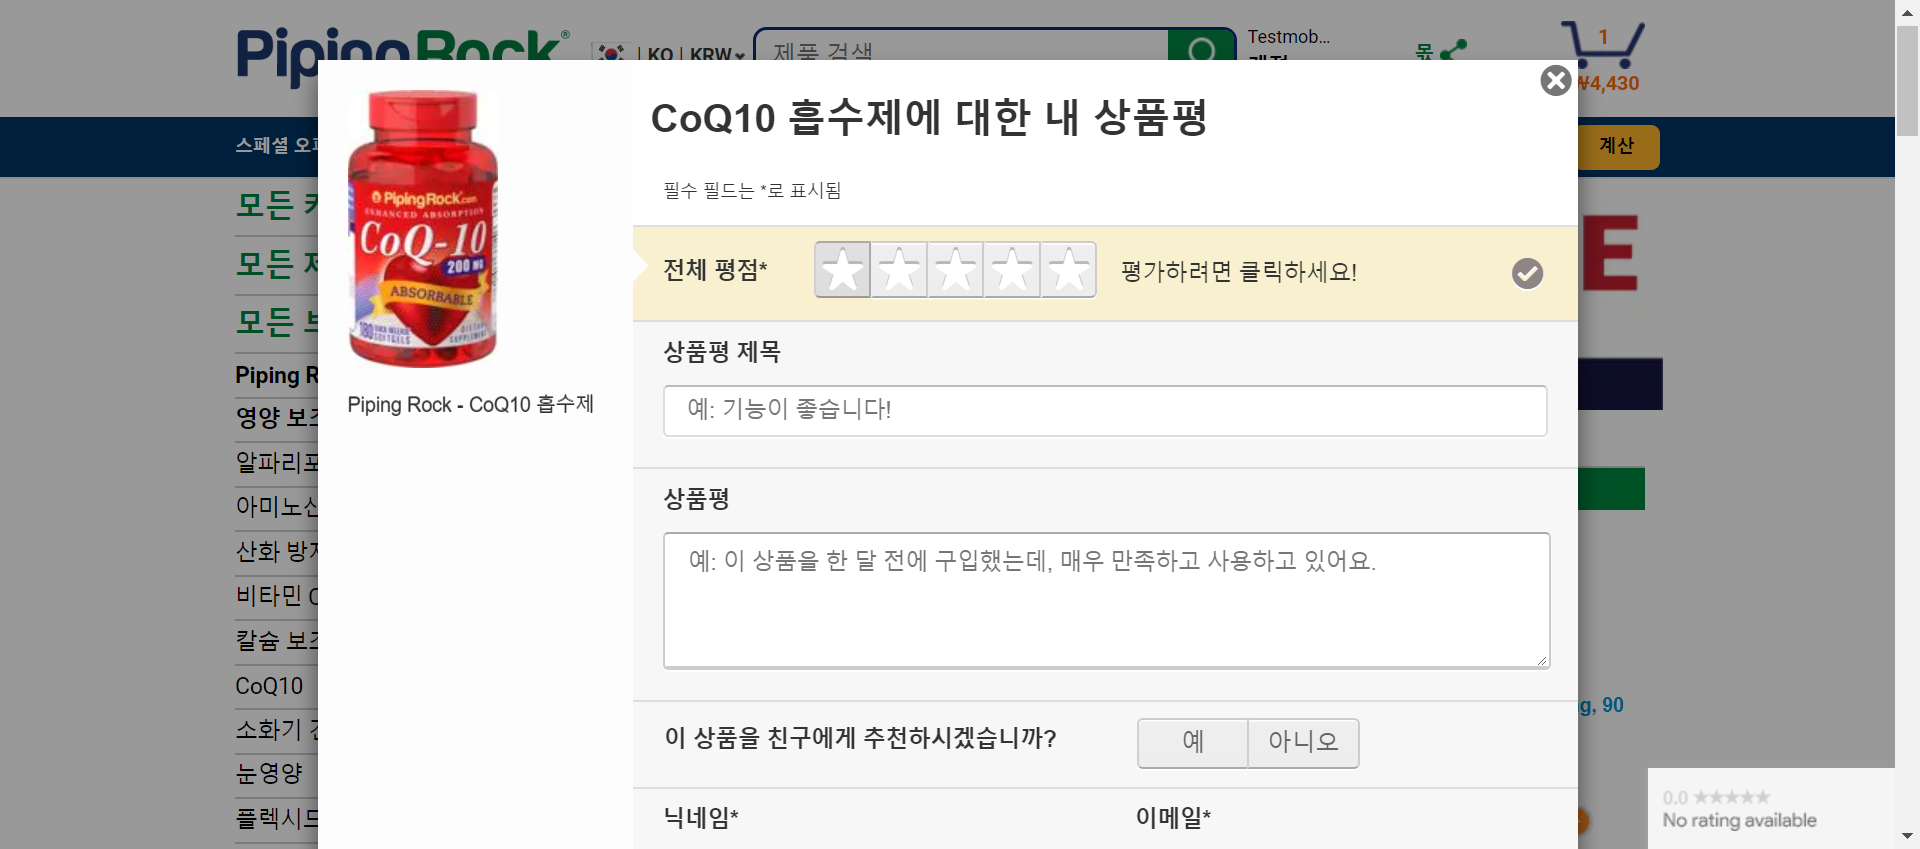 PipingRock®
| KO | KRW
제품 검색
Testmob...
1
₩4,430
계산
스페셜 오
CoQ10 흡수제에 대한 내 상품평
필수 필드는 *로 표시됨
PipingRock.com
ENHANCED ABSORPTION
CoQ-10
200 MG
ABSORBABLE
180 QUICK RELEASE SOFTGELS
DIETARY SUPPLEMENT
Piping Rock - CoQ10 흡수제
전체 평점*
평가하려면 클릭하세요!
상품평 제목
예: 기능이 좋습니다!
상품평
예: 이 상품을 한 달 전에 구입했는데, 매우 만족하고 사용하고 있어요.
이 상품을 친구에게 추천하시겠습니까?
예
아니오
닉네임*
이메일*
모든
모든
모든
Piping R
영양 보
알파리포
아미노산
산화 방
비타민
칼슘 보
CoQ10
소화기
눈영양
플렉시
E
g, 90
0.0 ★★★★★
No rating available